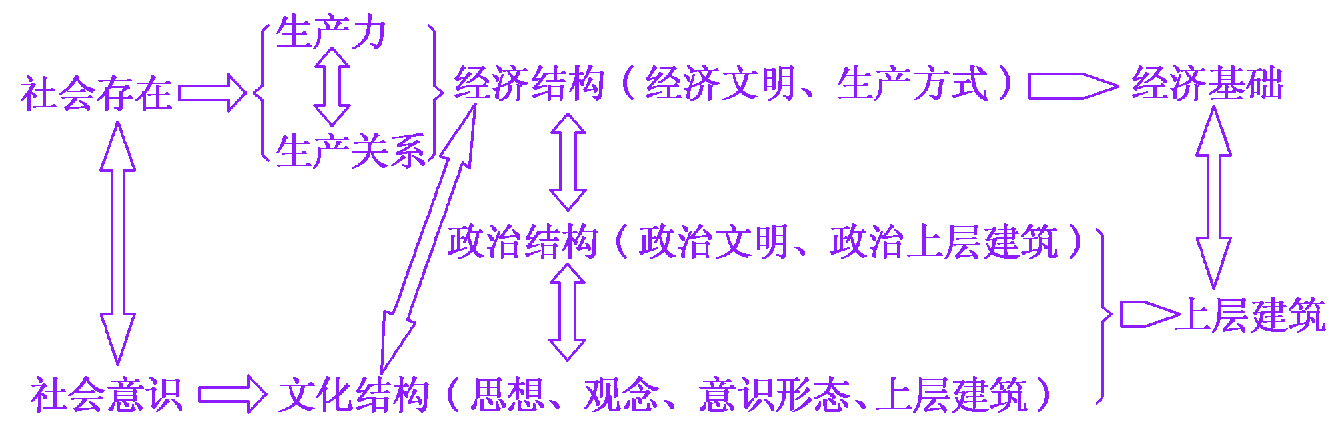 生产力
社会存在
经济结构（经济文明、生产方式）
经济基础
生产关系
政治结构（政治文明、政治上层建筑）
上层建筑
社会意识
文化结构（思想、观念、意识形态、上层建筑）